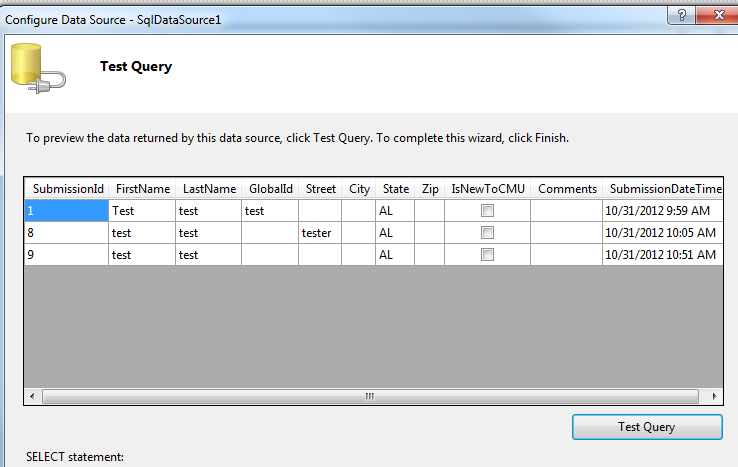 Configure Data Source - SqlDataSource1
Test Query
To preview the data returned by this data source, click Test Query. To complete this wizard, click Finish.
SubmissionId FirstName LastName GlobalId Street City State Zip IsNewToCMU Comments SubmissionDateTime
1 Test test test AL 10/31/2012 9:59 AM
8 test test tester AL 10/31/2012 10:05 AM
9 test test AL 10/31/2012 10:51 AM
Test Query
SELECT statement: